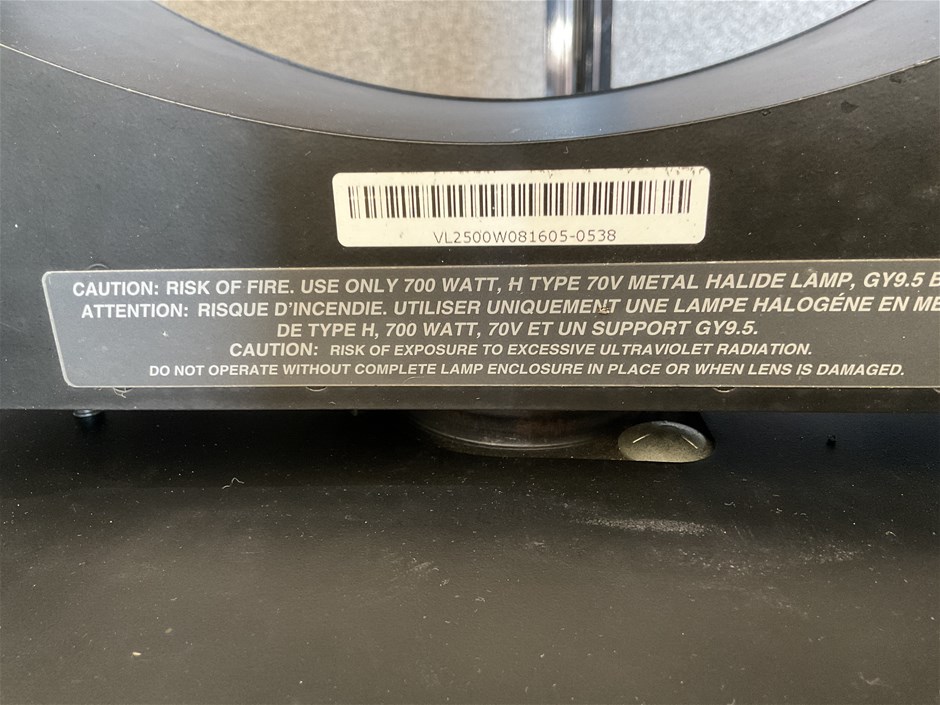 VL2500W081605-0538
CAUTION: RISK OF FIRE. USE ONLY 700 WATT, H TYPE 70V METAL HALIDE LAMP, GY9.5
ATTENTION: RISQUE D'INCENDIE. UTILISER UNIQUEMENT UNE LAMPE HALOGÉNE EN
DE TYPE H, 700 WATT, 70V ET UN SUPPORT GY9.5.
CAUTION: RISK OF EXPOSURE TO EXCESSIVE ULTRAVIOLET RADIATION.
DO NOT OPERATE WITHOUT COMPLETE LAMP ENCLOSURE IN PLACE OR WHEN LENS IS DAMAGED.